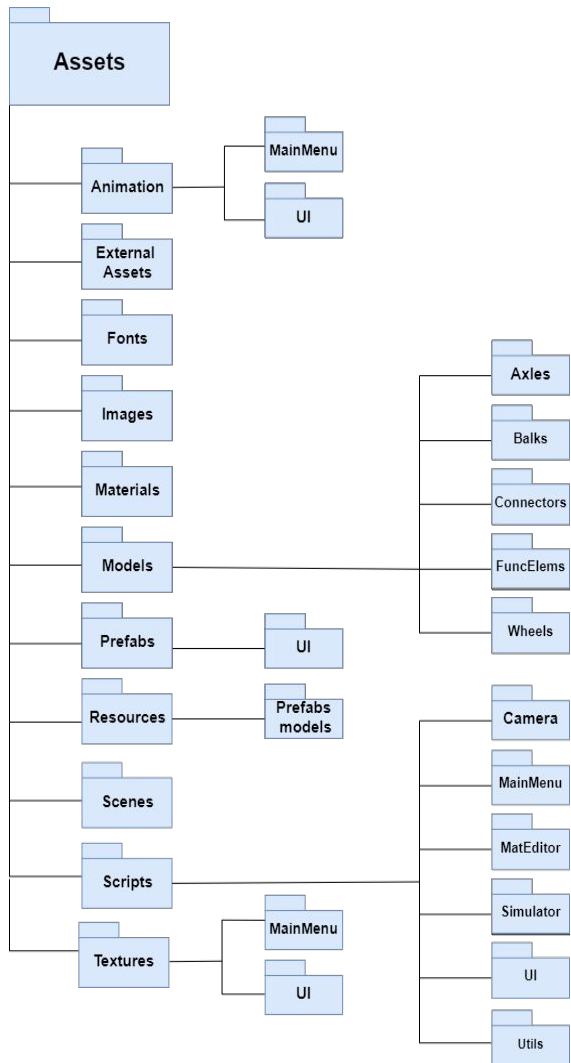 Assets
MainMenu
Animation
UI
External
Assets
Fonts
Axles
Images
Balks
Materials
Connectors
Models
FuncElems
Prefabs
UI
Wheels
Resources
Prefabs
models
Camera
Scenes
MainMenu
Scripts
MatEditor
MainMenu
Simulator
Textures
UI
UI
Utils